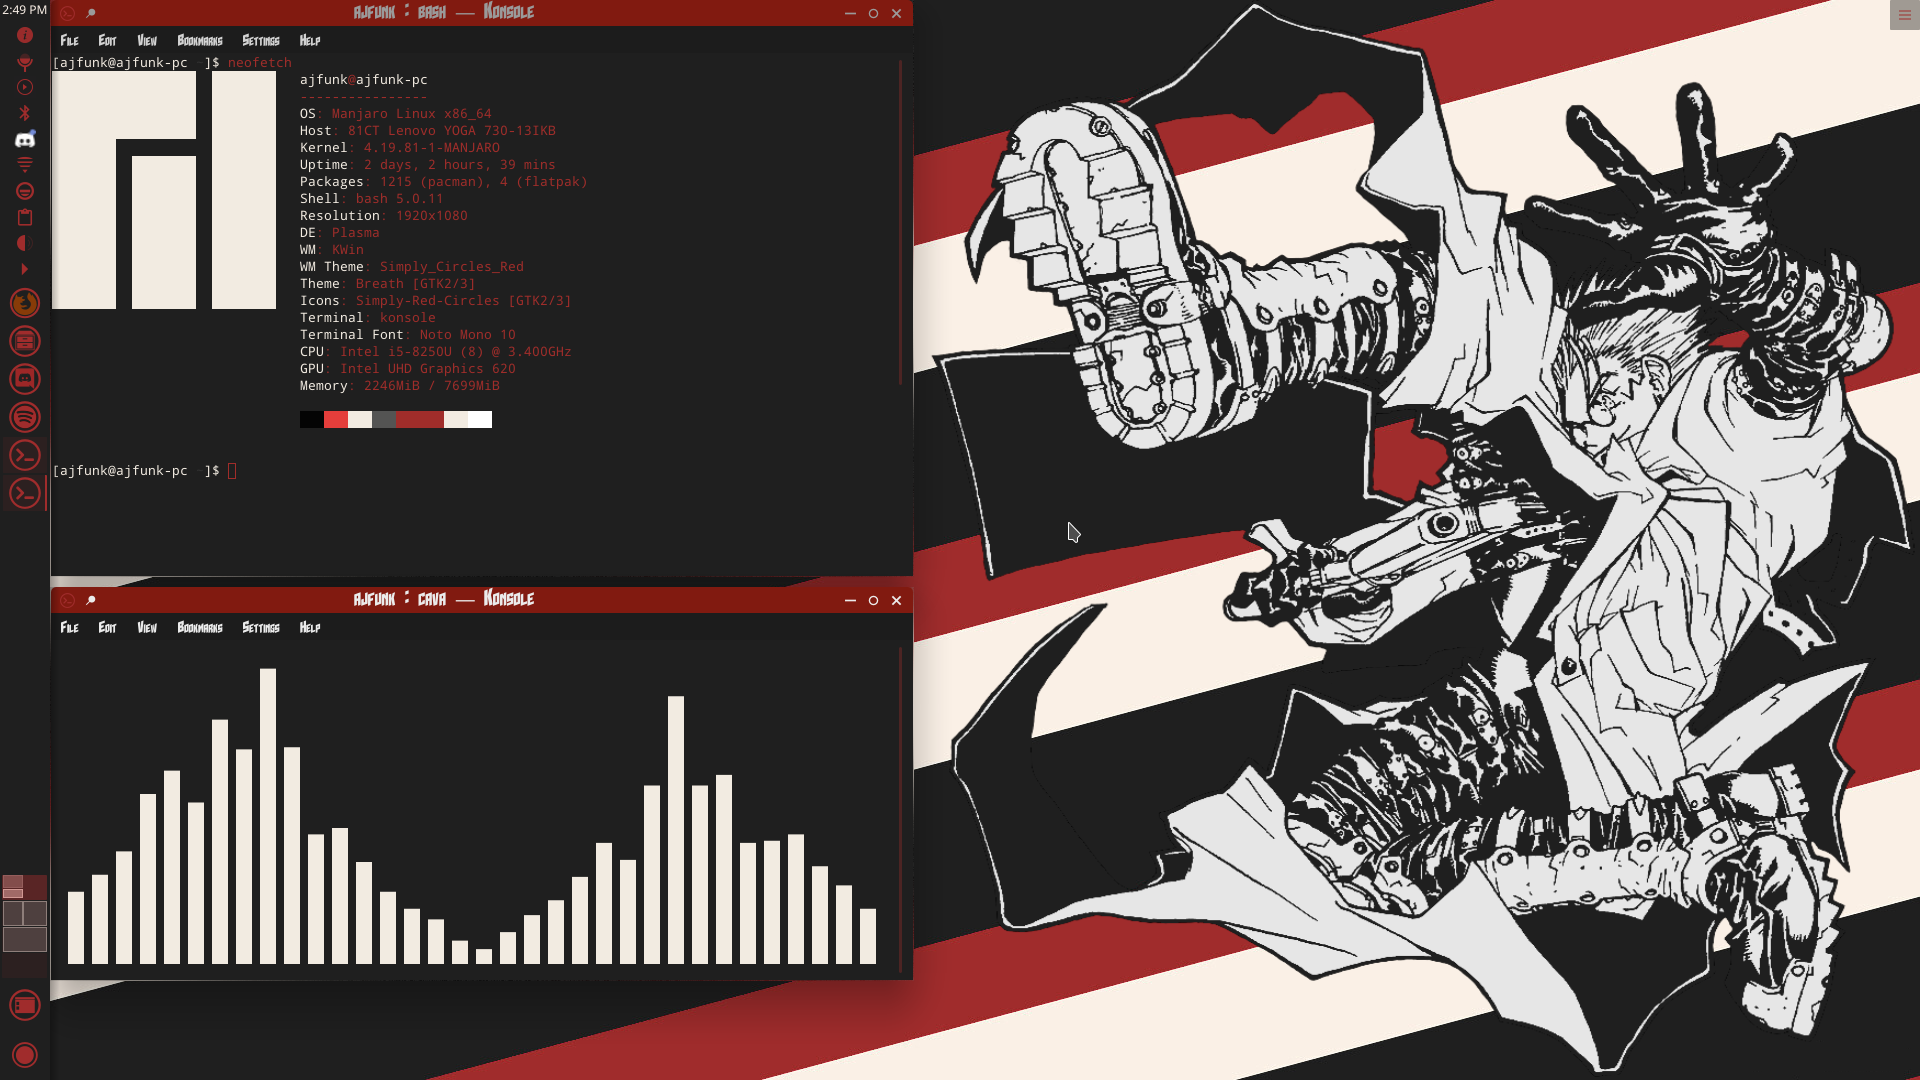 2:49 PM
ajfunk : bash — Konsole
File Edit View Bookmarks Settings Help
[ajfunk@ajfunk-pc ~]$ neofetch
ajfunk@ajfunk-pc
----------------
OS: Manjaro Linux x86_64
Host: 81CT Lenovo YOGA 730-13IKB
Kernel: 4.19.81-1-MANJARO
Uptime: 2 days, 2 hours, 39 mins
Packages: 1215 (pacman), 4 (flatpak)
Shell: bash 5.0.11
Resolution: 1920x1080
DE: Plasma
WM: KWin
WM Theme: Simply_Circles_Red
Theme: Breath [GTK2/3]
Icons: Simply-Red-Circles [GTK2/3]
Terminal: konsole
Terminal Font: Noto Mono 10
CPU: Intel i5-8250U (8) @ 3.400GHz
GPU: Intel UHD Graphics 620
Memory: 2246MiB / 7699MiB
[ajfunk@ajfunk-pc ~]$
ajfunk : cava — Konsole
File Edit View Bookmarks Settings Help